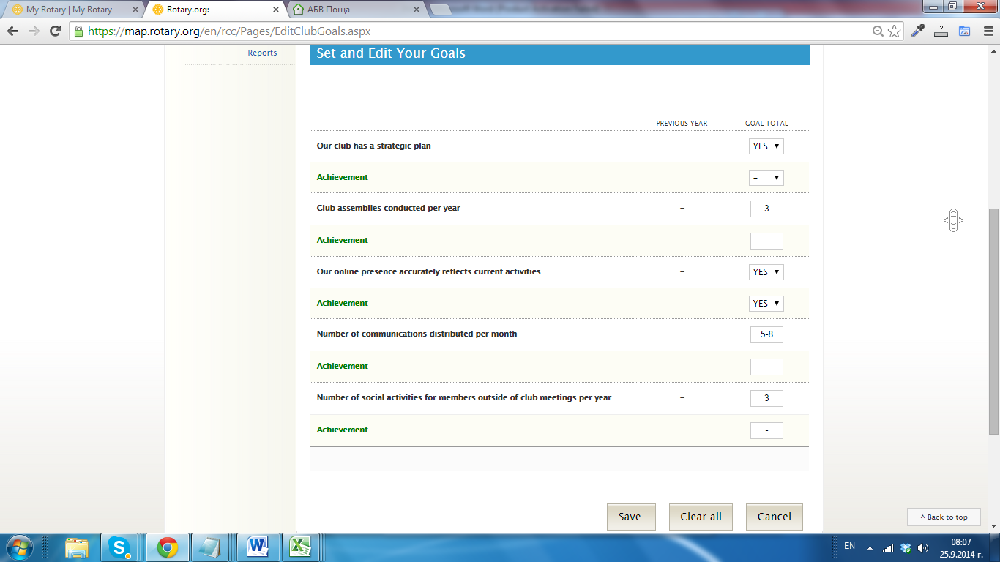 My Rotary | My Rotary
Rotary.org:
АБВ Поща
https://map.rotary.org/en/rcc/Pages/EditClubGoals.aspx
Reports
Set and Edit Your Goals
PREVIOUS YEAR GOAL TOTAL
Our club has a strategic plan – YES
Achievement –
Club assemblies conducted per year – 3
Achievement -
Our online presence accurately reflects current activities – YES
Achievement YES
Number of communications distributed per month – 5-8
Achievement
Number of social activities for members outside of club meetings per year – 3
Achievement -
Save Clear all Cancel
^ Back to top
EN
08:07
25.9.2014 г.